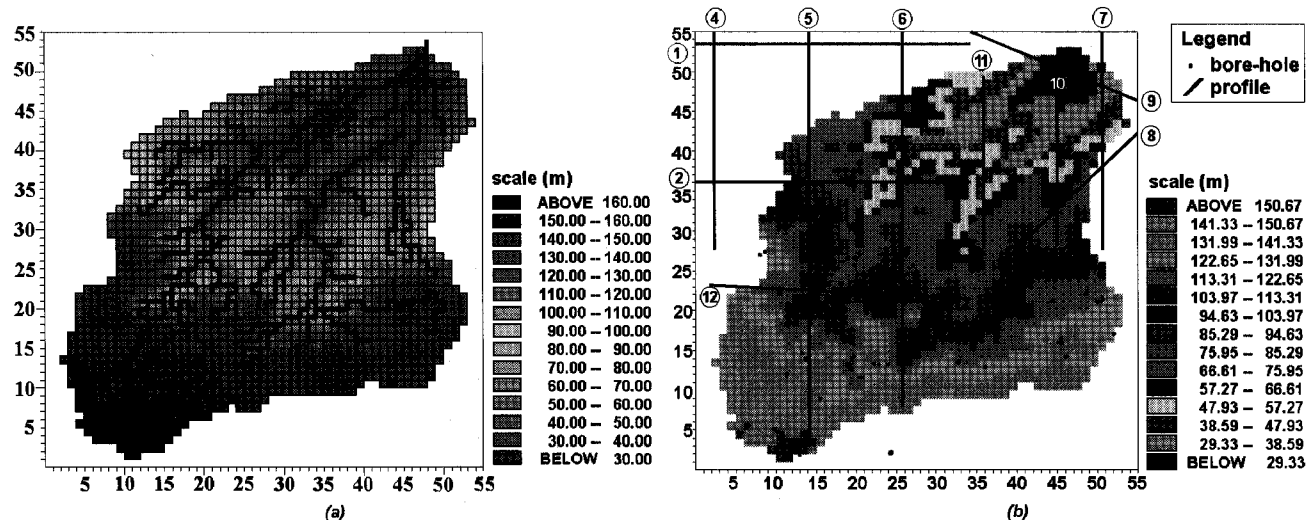 55
50
45
40
35
30
25
20
15
10
5
5 10 15 20 25 30 35 40 45 50 55
(a)
scale (m)
ABOVE 160.00
150.00 – 160.00
140.00 – 150.00
130.00 – 140.00
120.00 – 130.00
110.00 – 120.00
100.00 – 110.00
90.00 – 100.00
80.00 – 90.00
70.00 – 80.00
60.00 – 70.00
50.00 – 60.00
40.00 – 50.00
30.00 – 40.00
BELOW 30.00
4 5 6 7
1
11
10
9
8
2
12
55
50
45
40
35
30
25
20
15
10
5
5 10 15 20 25 30 35 40 45 50 55
(b)
Legend
bore-hole
profile
scale (m)
ABOVE 150.67
141.33 – 150.67
131.99 – 141.33
122.65 – 131.99
113.31 – 122.65
103.97 – 113.31
94.63 – 103.97
85.29 – 94.63
75.95 – 85.29
66.61 – 75.95
57.27 – 66.61
47.93 – 57.27
38.59 – 47.93
29.33 – 38.59
BELOW 29.33